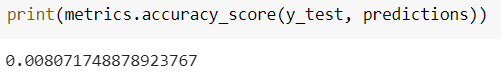 print(metrics.accuracy_score(y_test, predictions))
0.008071748878923767